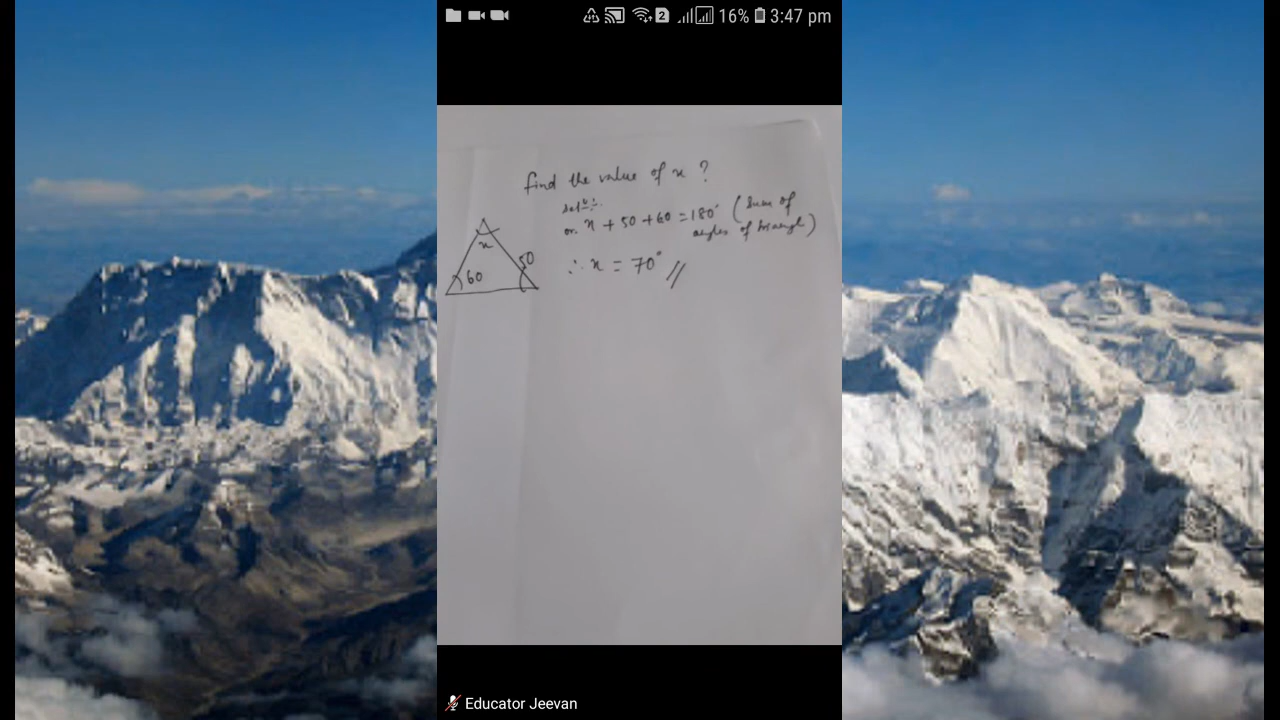 2 16% 3:47 pm
find the value of x ?
Solⁿ:-
or, x + 50 + 60 = 180° (Sum of
angles of triangle)
∴ x = 70° //
x
50
60
Educator Jeevan